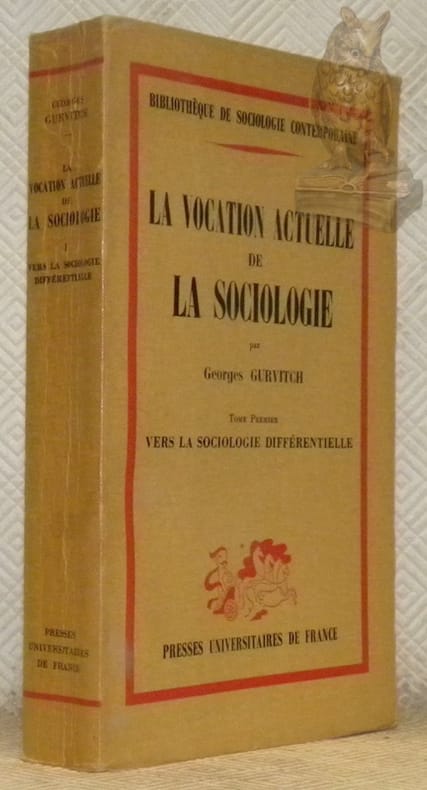 GEORGES
GURVITCH
LA
VOCATION ACTUELLE
DE
LA SOCIOLOGIE
I
VERS LA SOCIOLOGIE
DIFFÉRENTIELLE
PRESSES
UNIVERSITAIRES
DE FRANCE
BIBLIOTHÈQUE DE SOCIOLOGIE CONTEMPORAINE
LA VOCATION ACTUELLE
DE
LA SOCIOLOGIE
par
Georges GURVITCH
TOME PREMIER
VERS LA SOCIOLOGIE DIFFÉRENTIELLE
PRESSES UNIVERSITAIRES DE FRANCE